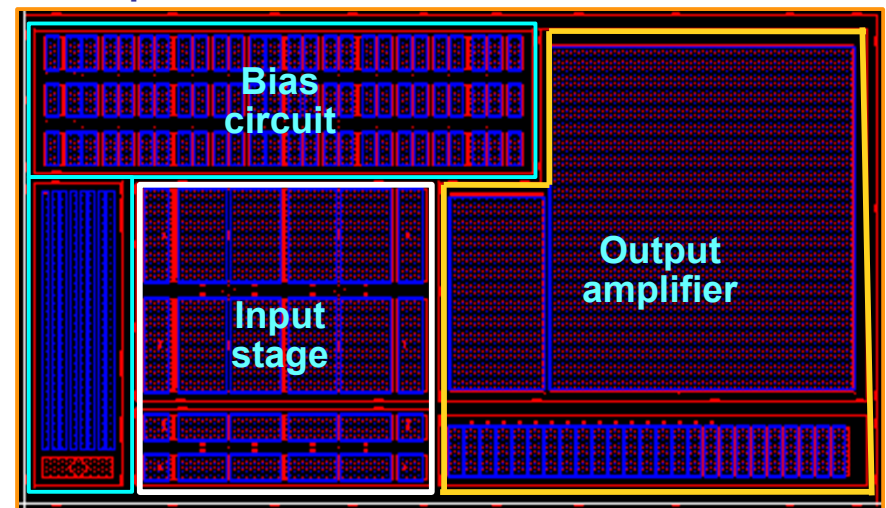 Bias
circuit
Output
amplifier
Input
stage